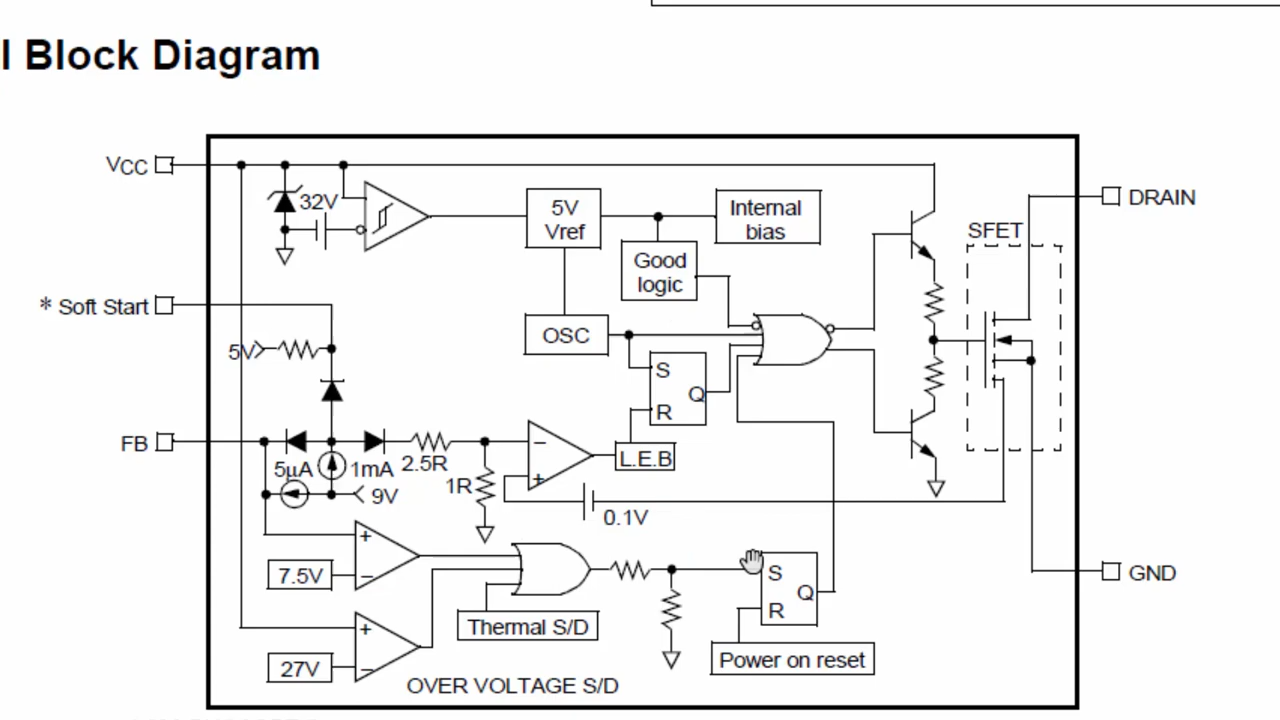 l Block Diagram
VCC
32V
5V
Vref
Internal
bias
Good
logic
DRAIN
SFET
* Soft Start
5V
OSC
S
Q
R
FB
5µA
1mA
2.5R
9V
1R
−
+
L.E.B
0.1V
+
7.5V
−
S
Q
R
GND
Thermal S/D
+
27V
−
Power on reset
OVER VOLTAGE S/D